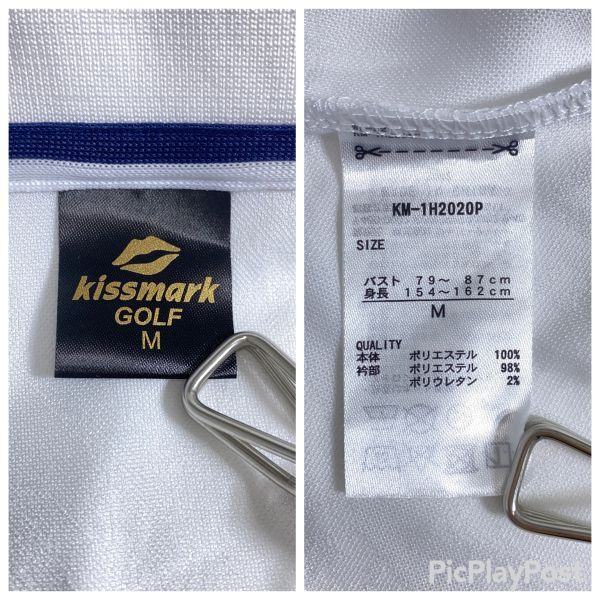 kissmark
GOLF
M
KM-1H2020P
SIZE
バスト 79～ 87cm
身長 154～162cm
M
QUALITY
本体 ポリエステル 100%
衿部 ポリエステル 98%
ポリウレタン 2%
PicPlayPost